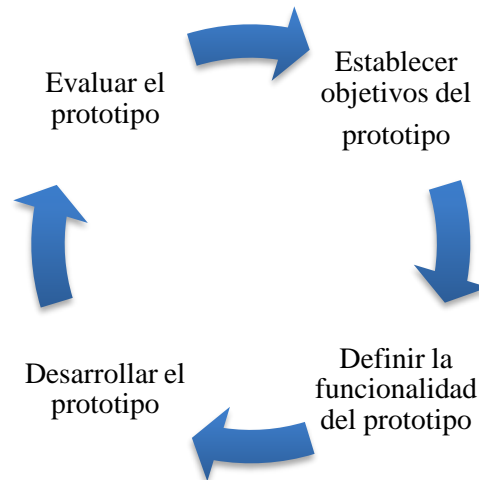 Evaluar el
prototipo
Establecer
objetivos del
prototipo
Definir la
funcionalidad
del prototipo
Desarrollar el
prototipo